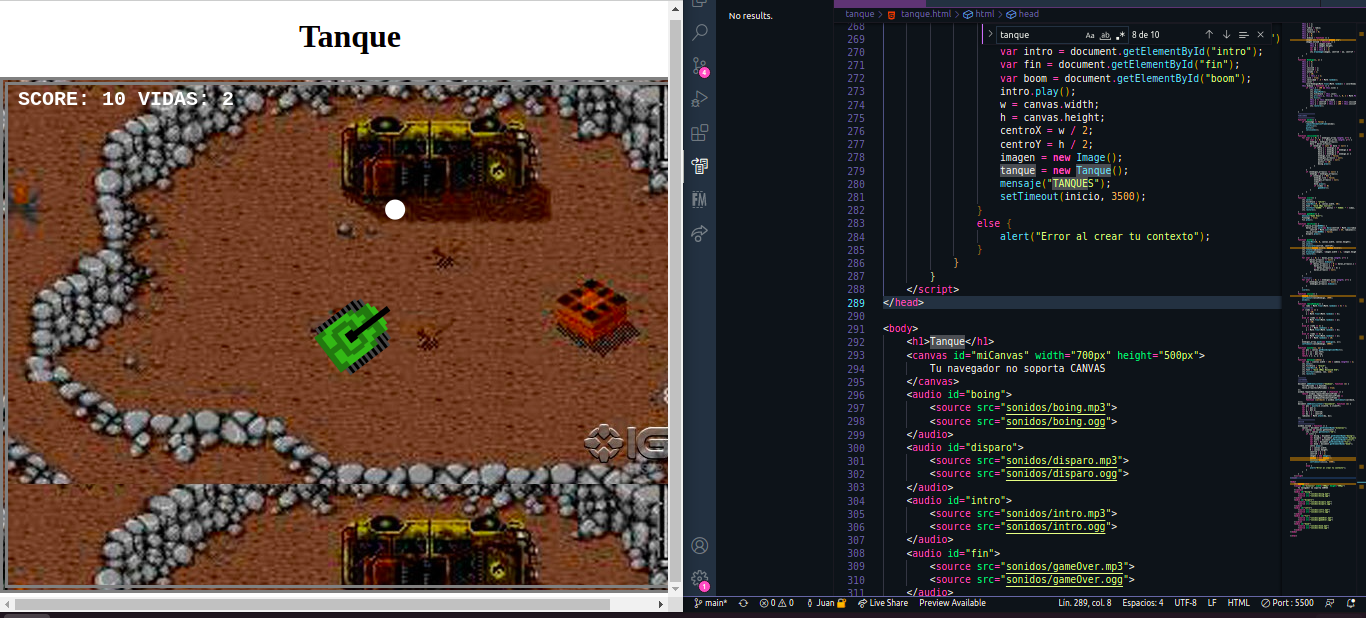 Tanque
SCORE: 10 VIDAS: 2
No results.
4
1
tanque > tanque.html > html > head
tanque
Aa ab .*
8 de 10
268
269 ')
270 var intro = document.getElementById("intro");
271 var fin = document.getElementById("fin");
272 var boom = document.getElementById("boom");
273 intro.play();
274 w = canvas.width;
275 h = canvas.height;
276 centroX = w / 2;
277 centroY = h / 2;
278 imagen = new Image();
279 tanque = new Tanque();
280 mensaje("TANQUES");
281 setTimeout(inicio, 3500);
282 }
283 else {
284 alert("Error al crear tu contexto");
285 }
286 }
287 }
288 </script>
289 </head>
290
291 <body>
292 <h1>Tanque</h1>
293 <canvas id="miCanvas" width="700px" height="500px">
294 Tu navegador no soporta CANVAS
295 </canvas>
296 <audio id="boing">
297 <source src="sonidos/boing.mp3">
298 <source src="sonidos/boing.ogg">
299 </audio>
300 <audio id="disparo">
301 <source src="sonidos/disparo.mp3">
302 <source src="sonidos/disparo.ogg">
303 </audio>
304 <audio id="intro">
305 <source src="sonidos/intro.mp3">
306 <source src="sonidos/intro.ogg">
307 </audio>
308 <audio id="fin">
309 <source src="sonidos/gameOver.mp3">
310 <source src="sonidos/gameOver.ogg">
311 </audio>
FM
main* 0 0 Juan Live Share Preview Available Lín. 289, col. 8 Espacios: 4 UTF-8 LF HTML Port : 5500